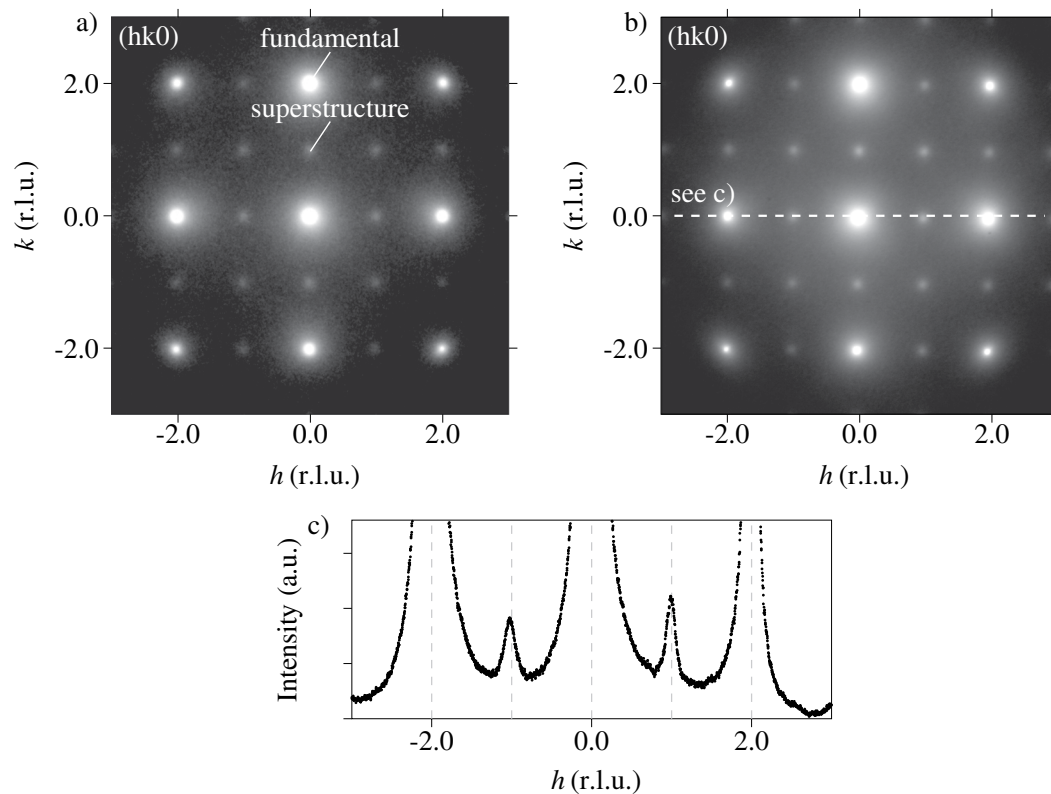 a)
(hk0)
fundamental
superstructure
2.0
0.0
-2.0
k (r.l.u.)
-2.0
0.0
2.0
h (r.l.u.)
b)
(hk0)
see c)
2.0
0.0
-2.0
k (r.l.u.)
-2.0
0.0
2.0
h (r.l.u.)
c)
Intensity (a.u.)
-2.0
0.0
2.0
h (r.l.u.)